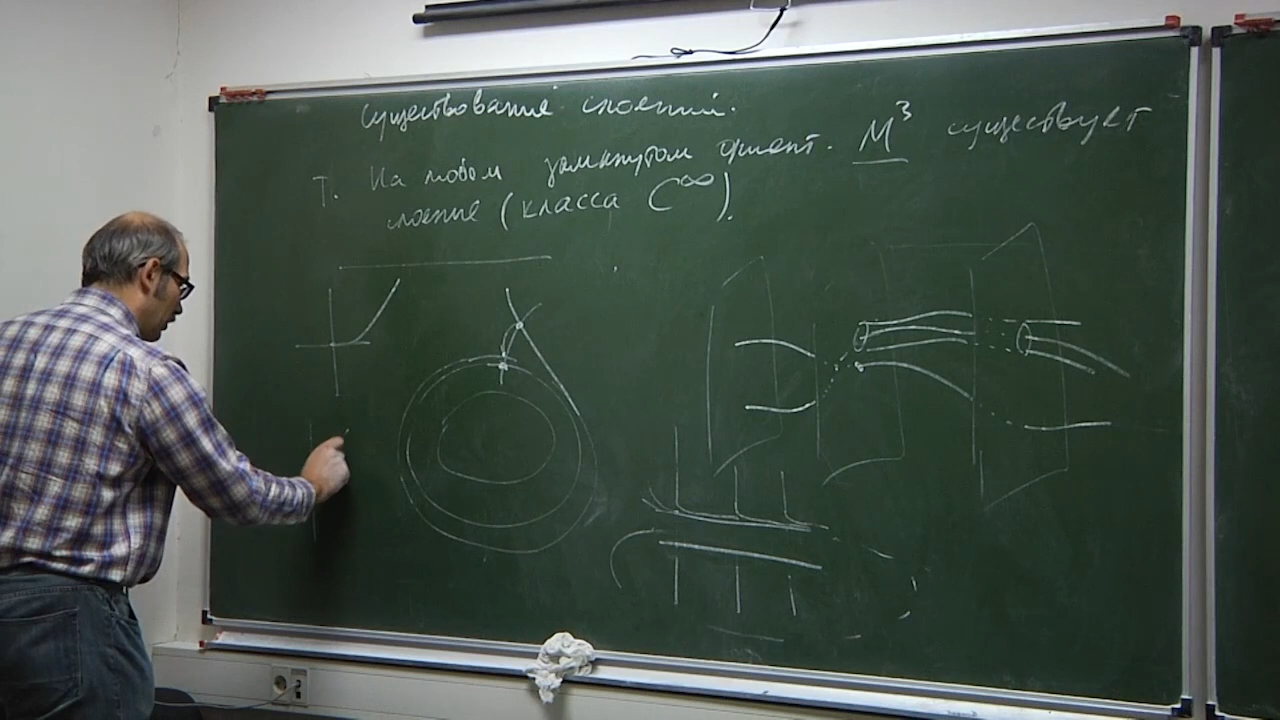 Существование слоений.
Т. На любом замкнутом ориент. M³ существует
слоение (класса C^∞).